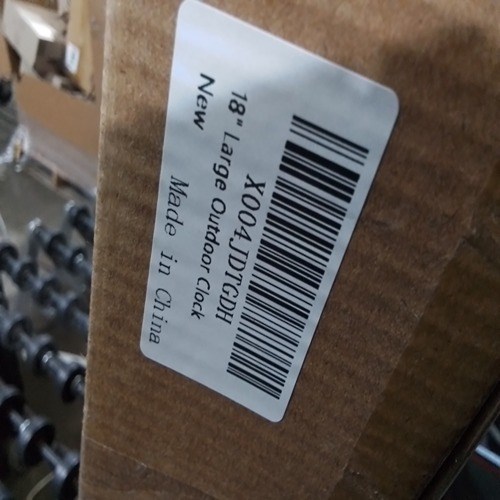 X004JDTGDH
18" Large Outdoor Clock
New
Made in China